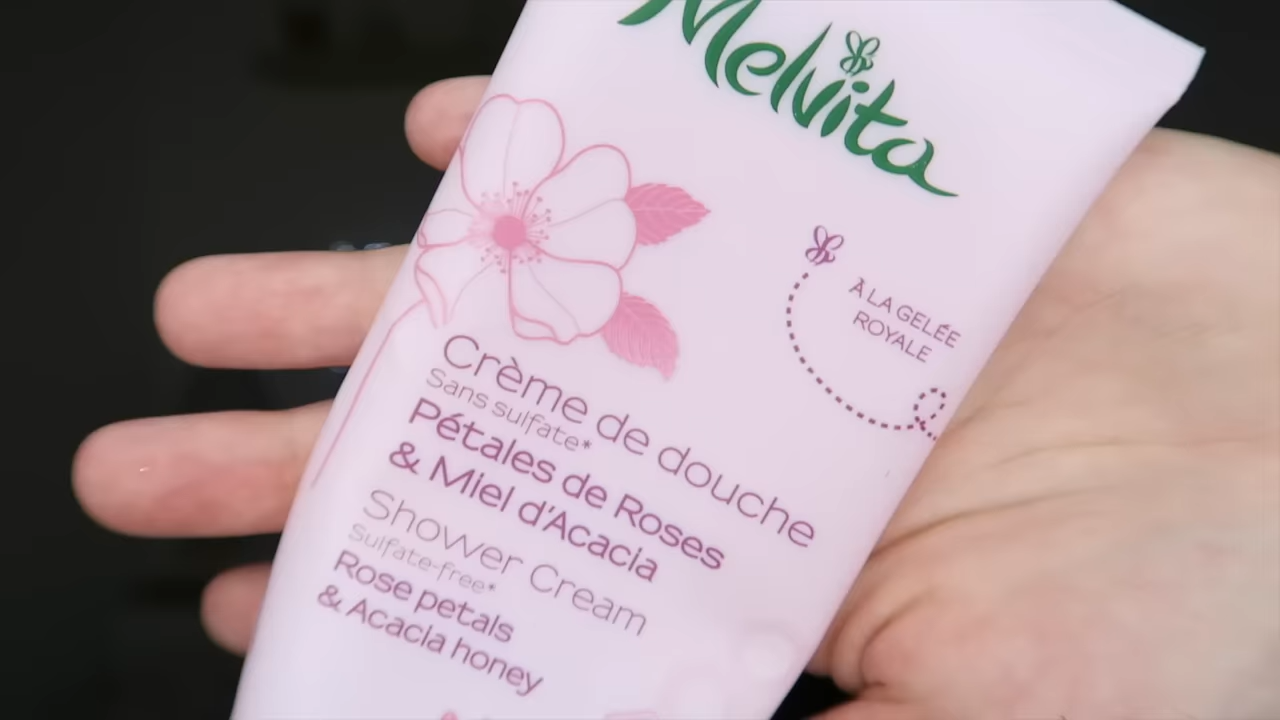 Melvita
À LA GELÉE
ROYALE
Crème de douche
Sans sulfate*
Pétales de Roses
& Miel d'Acacia
Shower Cream
Sulfate-free*
Rose petals
& Acacia honey